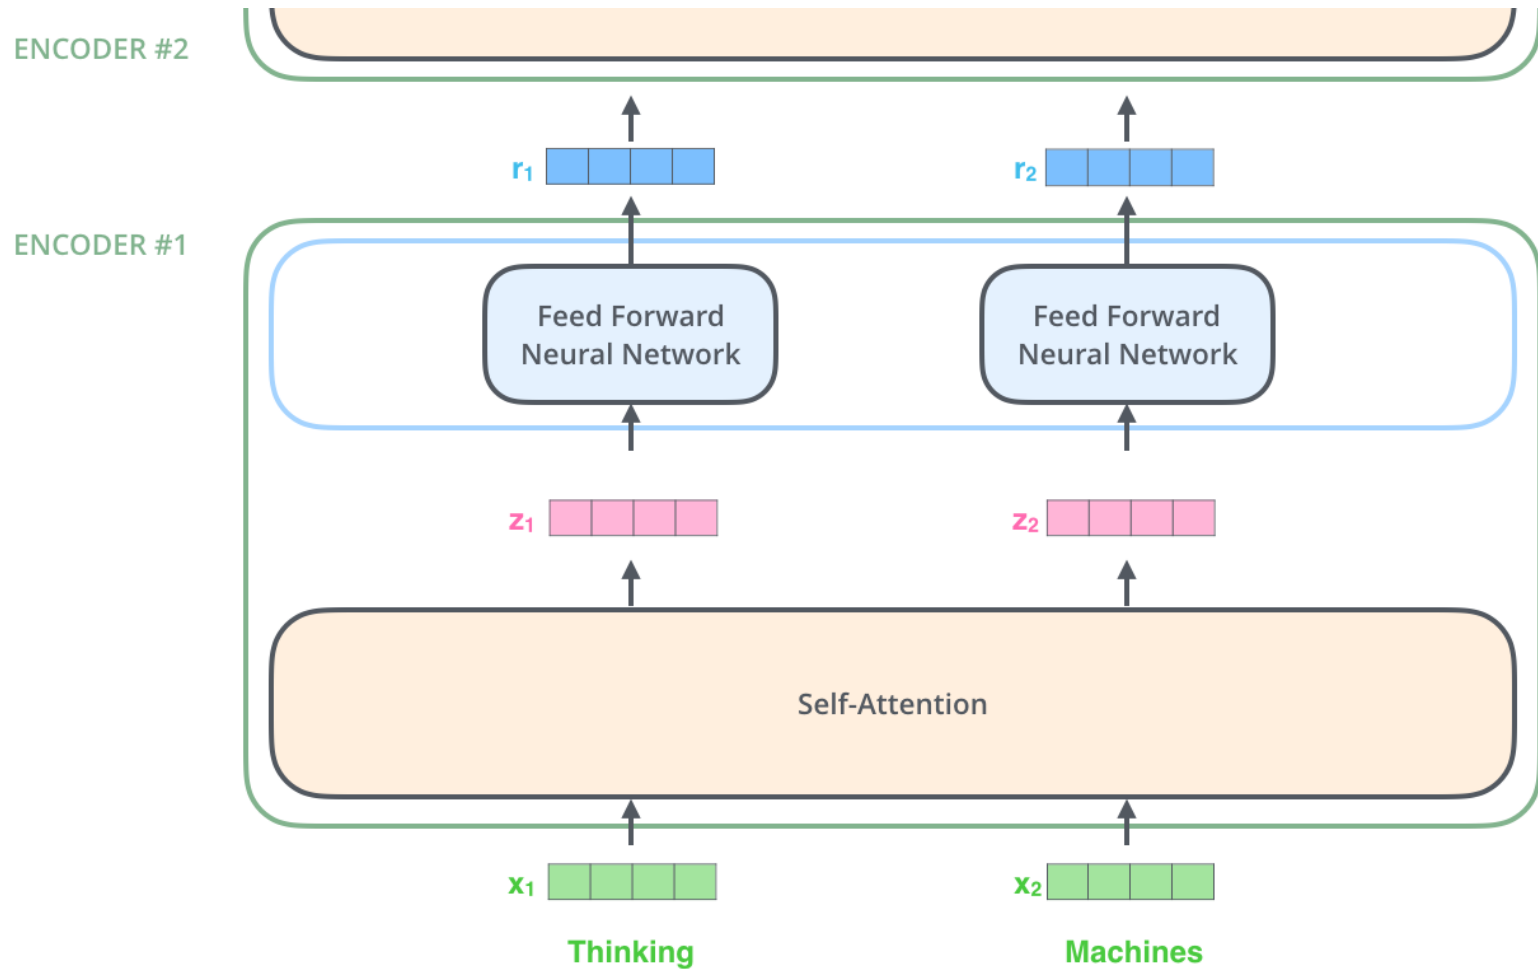 ENCODER #2
r₁
r₂
ENCODER #1
Feed Forward
Neural Network
Feed Forward
Neural Network
z₁
z₂
Self-Attention
x₁
x₂
Thinking
Machines